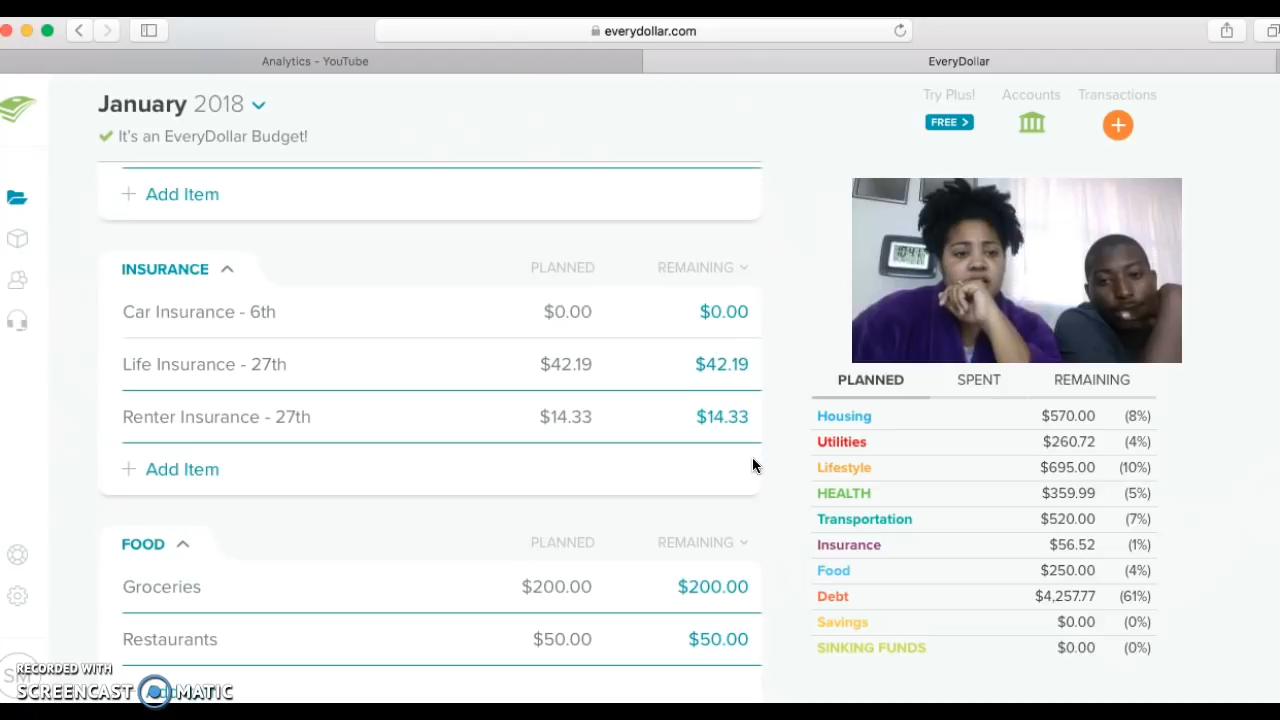 everydollar.com
Analytics - YouTube
EveryDollar
January 2018
It's an EveryDollar Budget!
Try Plus!
Accounts
Transactions
FREE >
+ Add Item
INSURANCE
PLANNED
REMAINING
Car Insurance - 6th
$0.00
$0.00
Life Insurance - 27th
$42.19
$42.19
Renter Insurance - 27th
$14.33
$14.33
+ Add Item
FOOD
PLANNED
REMAINING
Groceries
$200.00
$200.00
Restaurants
$50.00
$50.00
10:41
PLANNED
SPENT
REMAINING
Housing $570.00 (8%)
Utilities $260.72 (4%)
Lifestyle $695.00 (10%)
HEALTH $359.99 (5%)
Transportation $520.00 (7%)
Insurance $56.52 (1%)
Food $250.00 (4%)
Debt $4,257.77 (61%)
Savings $0.00 (0%)
SINKING FUNDS $0.00 (0%)
SM
RECORDED WITH
SCREENCAST MATIC